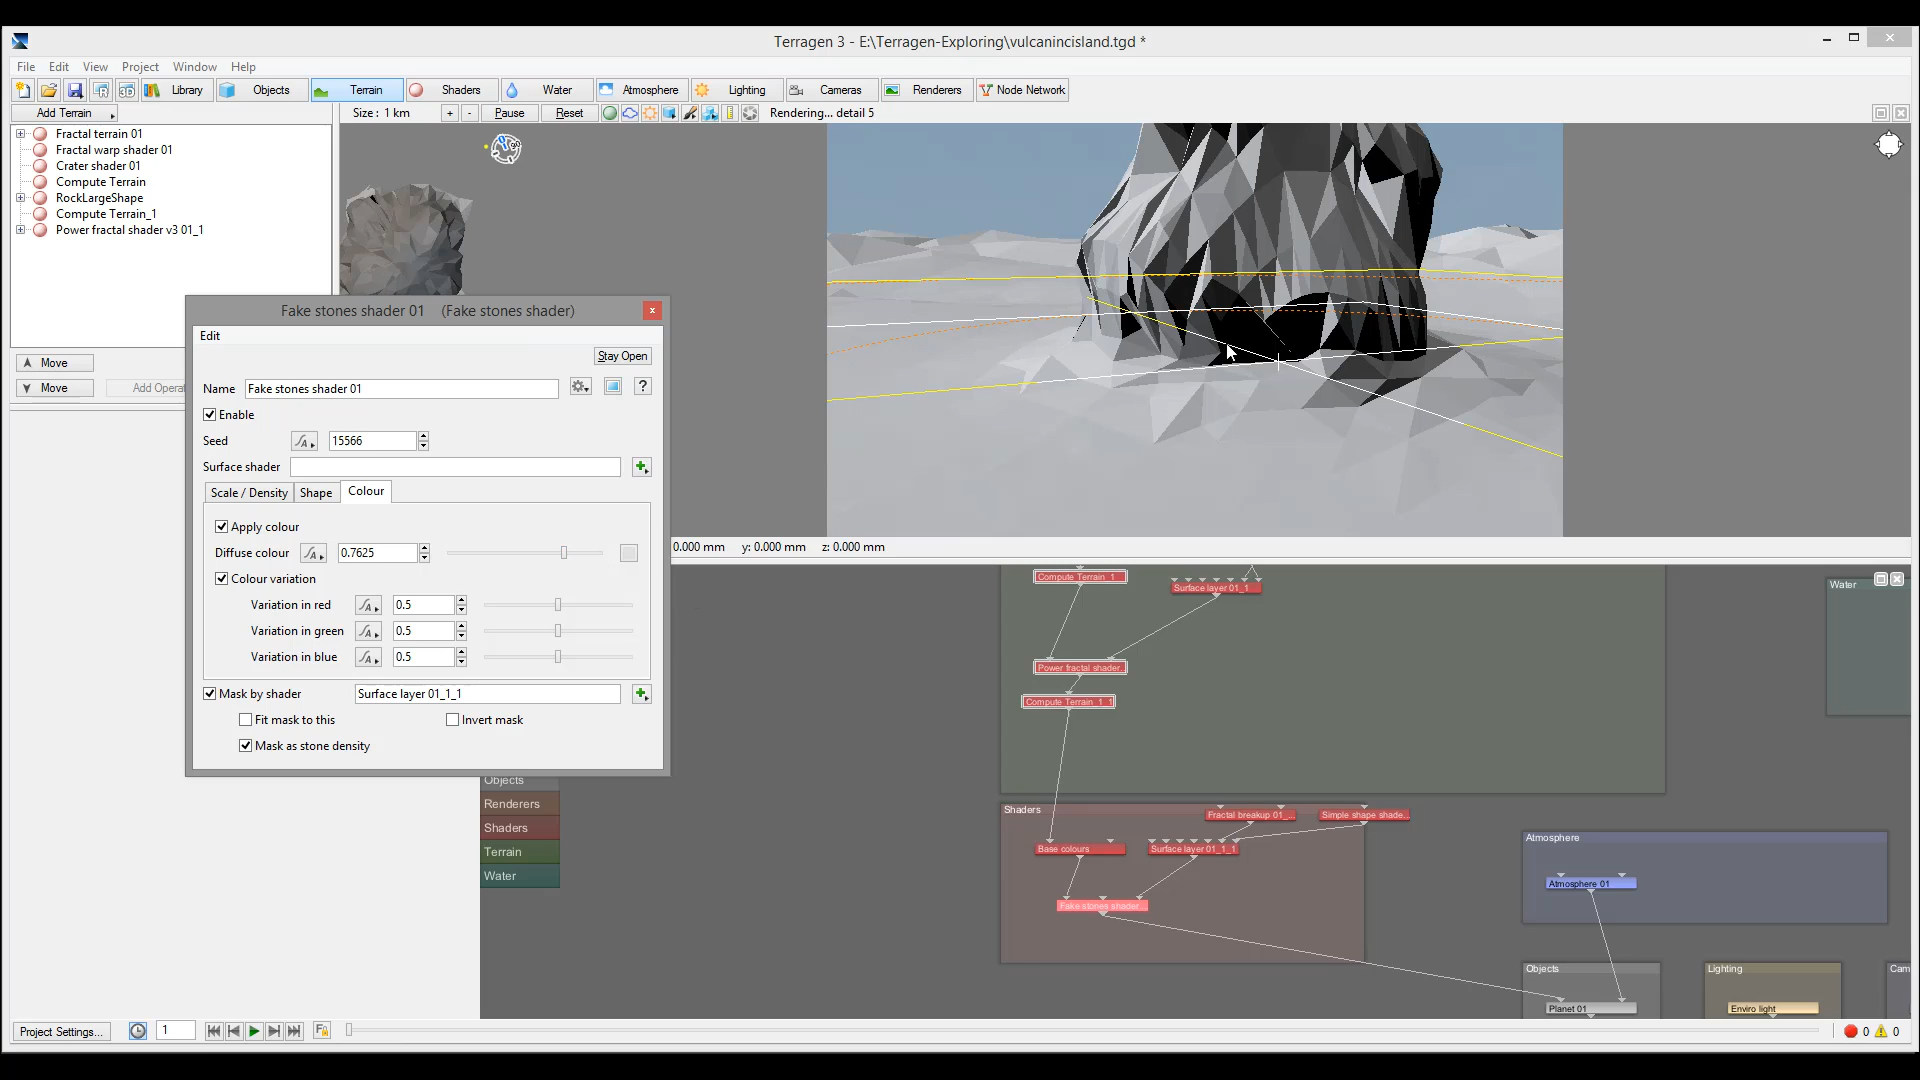 Terragen 3 - E:\Terragen-Exploring\vulcanincisland.tgd *
File Edit View Project Window Help
Library Objects Terrain Shaders Water Atmosphere Lighting Cameras Renderers Node Network
Add Terrain
Size : 1 km + - Pause Reset Rendering... detail 5
Fractal terrain 01
Fractal warp shader 01
Crater shader 01
Compute Terrain
RockLargeShape
Compute Terrain_1
Power fractal shader v3 01_1
Move
Move Add Opera
Fake stones shader 01 (Fake stones shader)
Edit
Stay Open
Name Fake stones shader 01 ?
Enable
Seed 15566
Surface shader
Scale / Density Shape Colour
Apply colour
Diffuse colour 0.7625
Colour variation
Variation in red 0.5
Variation in green 0.5
Variation in blue 0.5
Mask by shader Surface layer 01_1_1
Fit mask to this Invert mask
Mask as stone density
0.000 mm y: 0.000 mm z: 0.000 mm
Compute Terrain_1
Surface layer 01_1
Water
Power fractal shader...
Compute Terrain_1_1
Objects
Renderers
Shaders
Terrain
Water
Shaders
Fractal breakup 01_...
Simple shape shade...
Base colours
Surface layer 01_1_1
Fake stones shader...
Atmosphere
Atmosphere 01
Objects
Planet 01
Lighting
Enviro light
Cam
Project Settings... 1 0 0